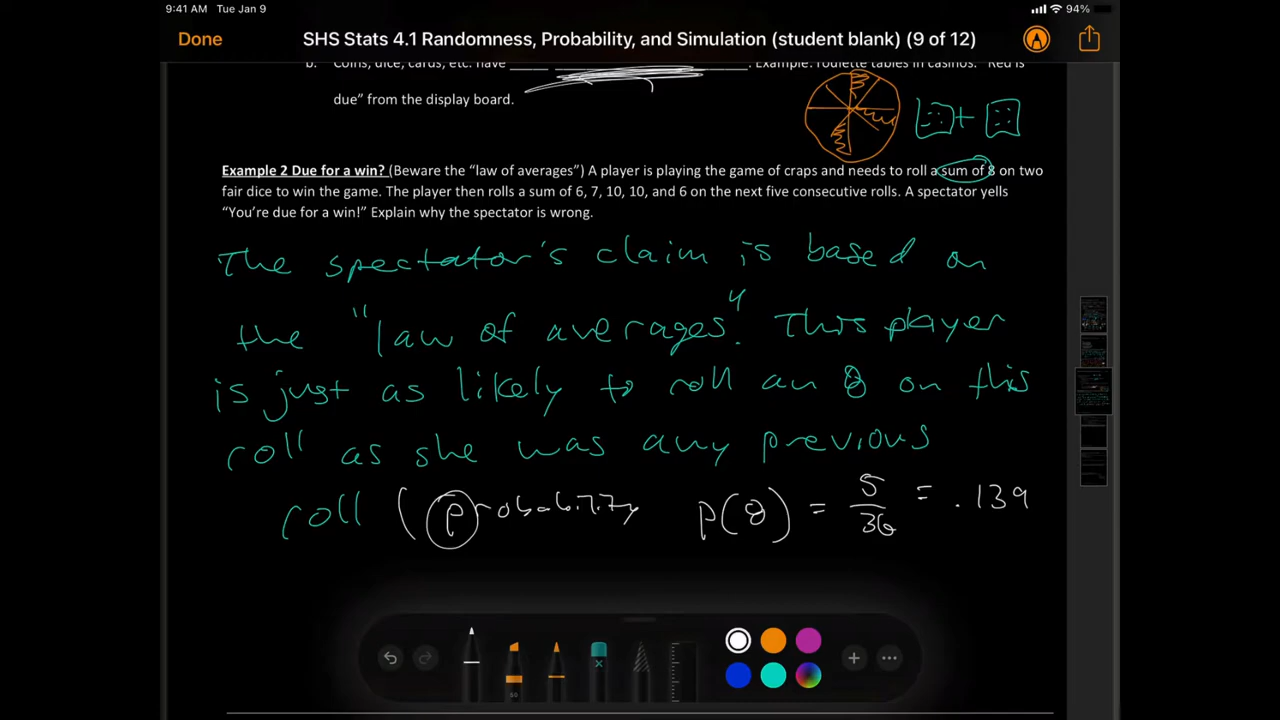 9:41 AM Tue Jan 9
94%
Done
SHS Stats 4.1 Randomness, Probability, and Simulation (student blank) (9 of 12)
b. Coins, dice, cards, etc. have ____ ____. Example: roulette tables in casinos. "Red is
due" from the display board.
Example 2 Due for a win? (Beware the "law of averages") A player is playing the game of craps and needs to roll a sum of 8 on two
fair dice to win the game. The player then rolls a sum of 6, 7, 10, 10, and 6 on the next five consecutive rolls. A spectator yells
"You're due for a win!" Explain why the spectator is wrong.
The spectator's claim is based on
the "law of averages". This player
is just as likely to roll an 8 on this
roll as she was any previous
roll (probability p(8) = 5/36 = .139
50